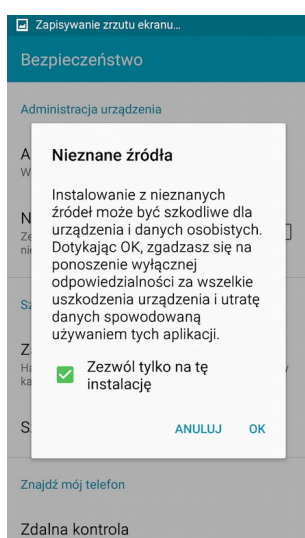 Zapisywanie zrzutu ekranu…
Bezpieczeństwo
Administracja urządzenia
A
W
N
Ze
nie
Nieznane źródła
Instalowanie z nieznanych
źródeł może być szkodliwe dla
urządzenia i danych osobistych.
Dotykając OK, zgadzasz się na
ponoszenie wyłącznej
odpowiedzialności za wszelkie
uszkodzenia urządzenia i utratę
danych spowodowaną
używaniem tych aplikacji.
Zezwól tylko na tę
instalację
ANULUJ OK
Znajdź mój telefon
Zdalna kontrola